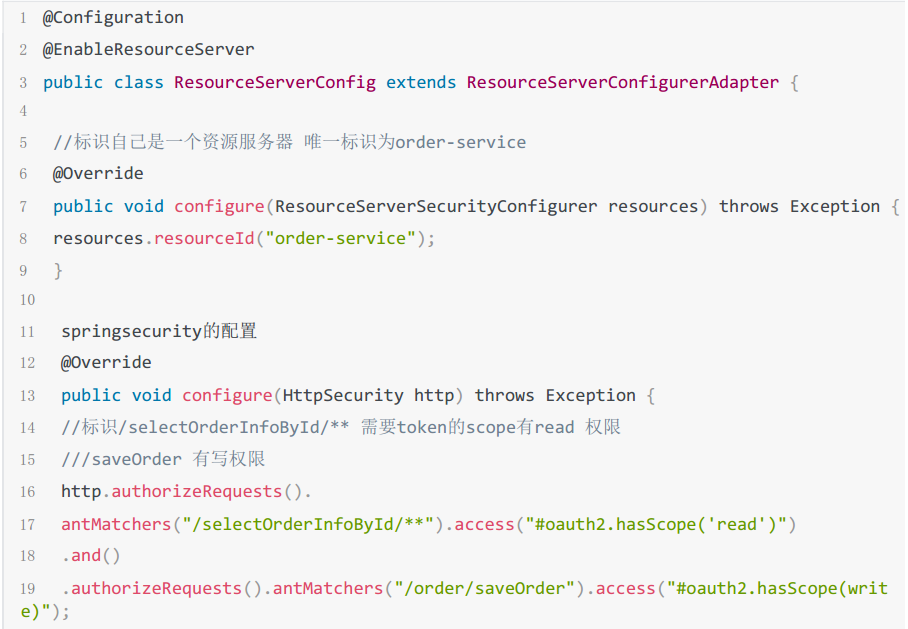 1 @Configuration
2 @EnableResourceServer
3 public class ResourceServerConfig extends ResourceServerConfigurerAdapter {
4
5 //标识自己是一个资源服务器 唯一标识为order-service
6 @Override
7 public void configure(ResourceServerSecurityConfigurer resources) throws Exception {
8 resources.resourceId("order-service");
9 }
10
11 springsecurity的配置
12 @Override
13 public void configure(HttpSecurity http) throws Exception {
14 //标识/selectOrderInfoById/** 需要token的scope有read 权限
15 ///saveOrder 有写权限
16 http.authorizeRequests().
17 antMatchers("/selectOrderInfoById/**").access("#oauth2.hasScope('read')")
18 .and()
19 .authorizeRequests().antMatchers("/order/saveOrder").access("#oauth2.hasScope(writ
e)");